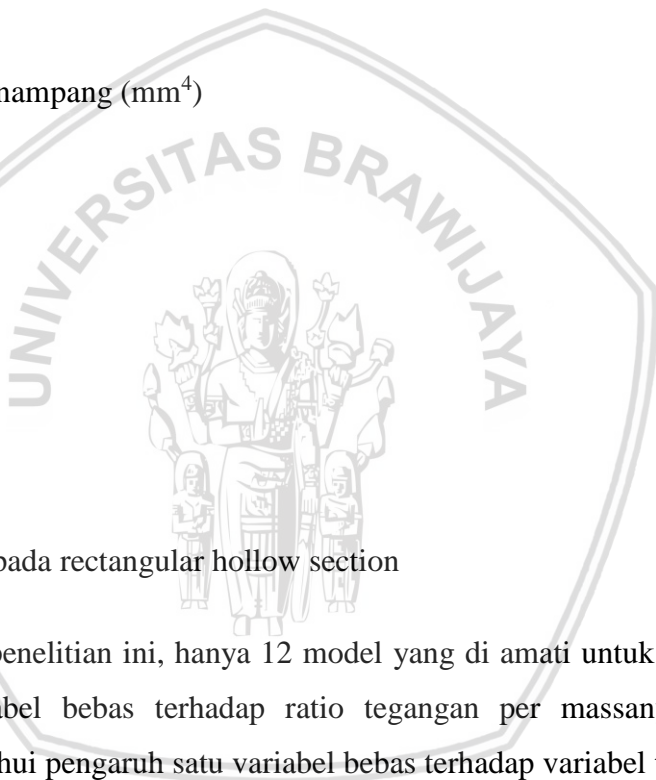 nampang (mm⁴)
UNIVERSITAS BRAWIJAYA
pada rectangular hollow section
penelitian ini, hanya 12 model yang di amati untuk
bel bebas terhadap ratio tegangan per massan
hui pengaruh satu variabel bebas terhadap variabel